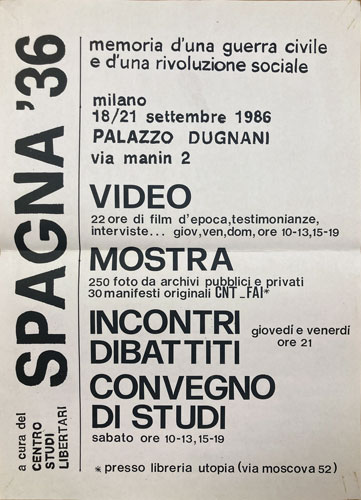 SPAGNA '36
a cura del
CENTRO
STUDI
LIBERTARI
memoria d'una guerra civile
e d'una rivoluzione sociale
milano
18/21 settembre 1986
PALAZZO DUGNANI
via manin 2
VIDEO
22 ore di film d'epoca,testimonianze,
interviste... giov,ven,dom,ore 10-13,15-19
MOSTRA
250 foto da archivi pubblici e privati
30 manifesti originali CNT_FAI*
INCONTRI
DIBATTITI
giovedi e venerdi
ore 21
CONVEGNO
DI STUDI
sabato ore 10-13,15-19
* presso libreria utopia (via moscova 52)